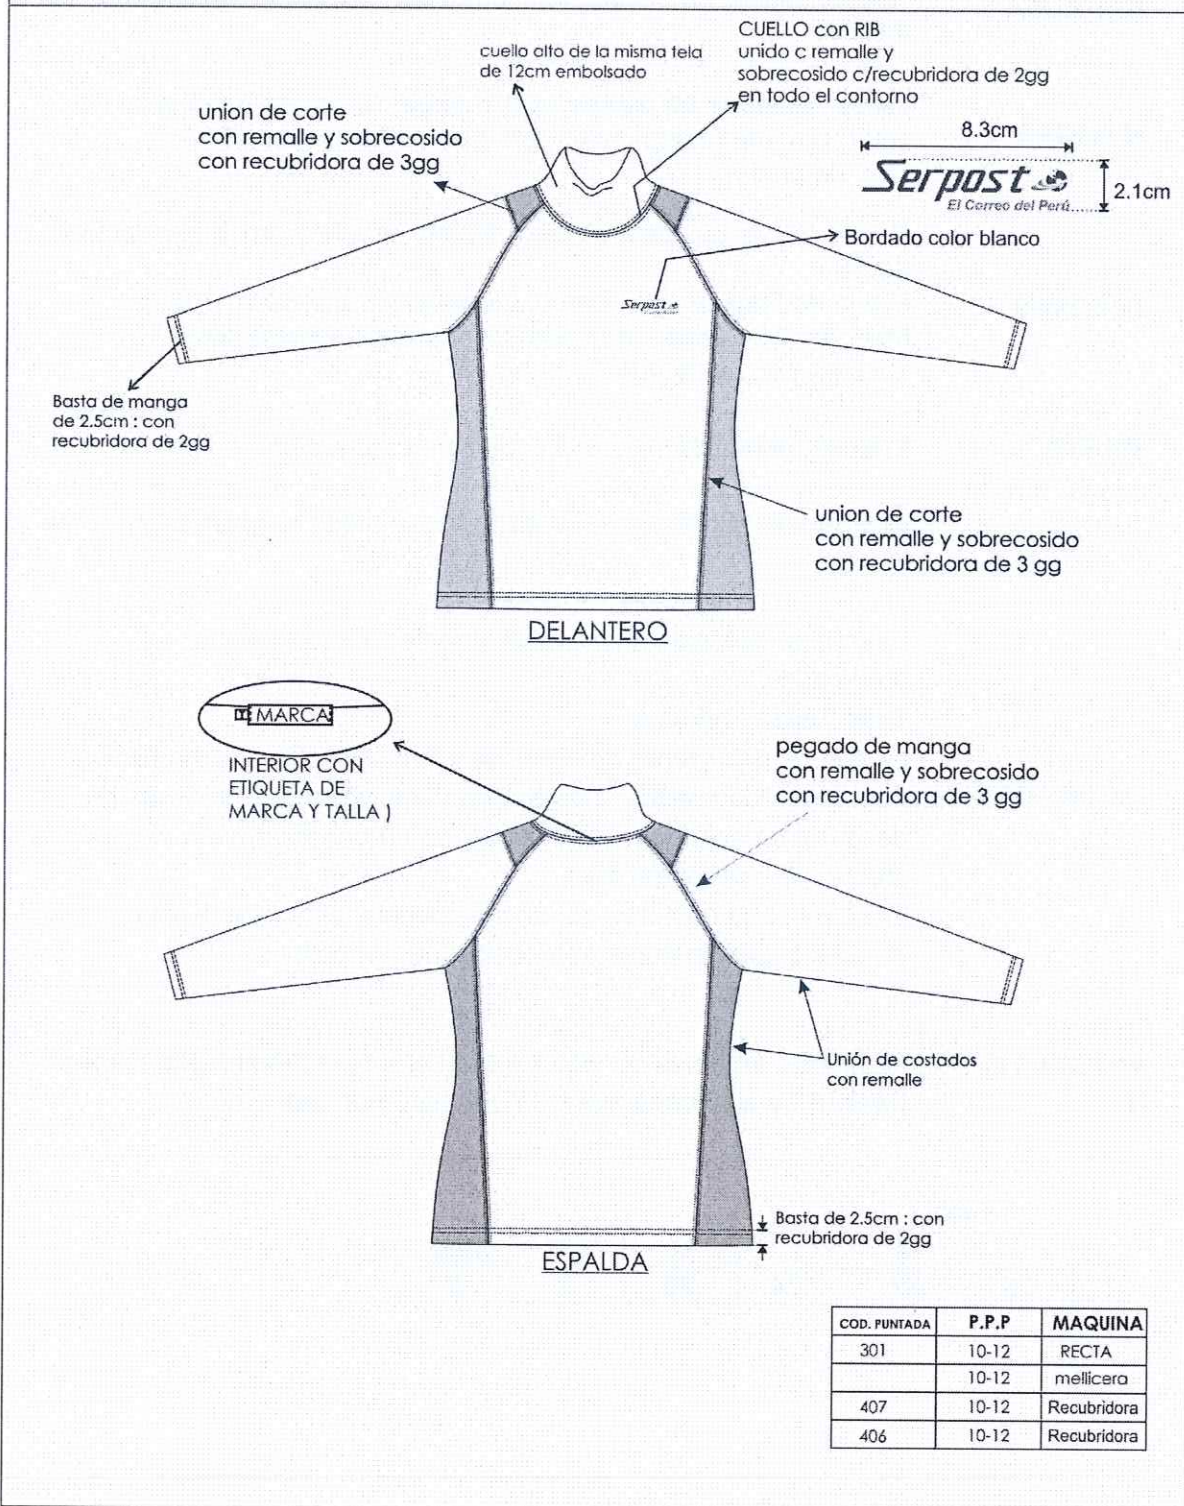 cuello alto de la misma tela
de 12cm embolsado
CUELLO con RIB
unido c remalle y
sobrecosido c/recubridora de 2gg
en todo el contorno
union de corte
con remalle y sobrecosido
con recubridora de 3gg
8.3cm
Serpost
El Correo del Perú
2.1cm
Bordado color blanco
Serpost
Basta de manga
de 2.5cm : con
recubridora de 2gg
union de corte
con remalle y sobrecosido
con recubridora de 3 gg
DELANTERO
MARCA
INTERIOR CON
ETIQUETA DE
MARCA Y TALLA )
pegado de manga
con remalle y sobrecosido
con recubridora de 3 gg
Unión de costados
con remalle
Basta de 2.5cm : con
recubridora de 2gg
ESPALDA
COD. PUNTADA P.P.P MAQUINA
301 10-12 RECTA
10-12 mellicera
407 10-12 Recubridora
406 10-12 Recubridora